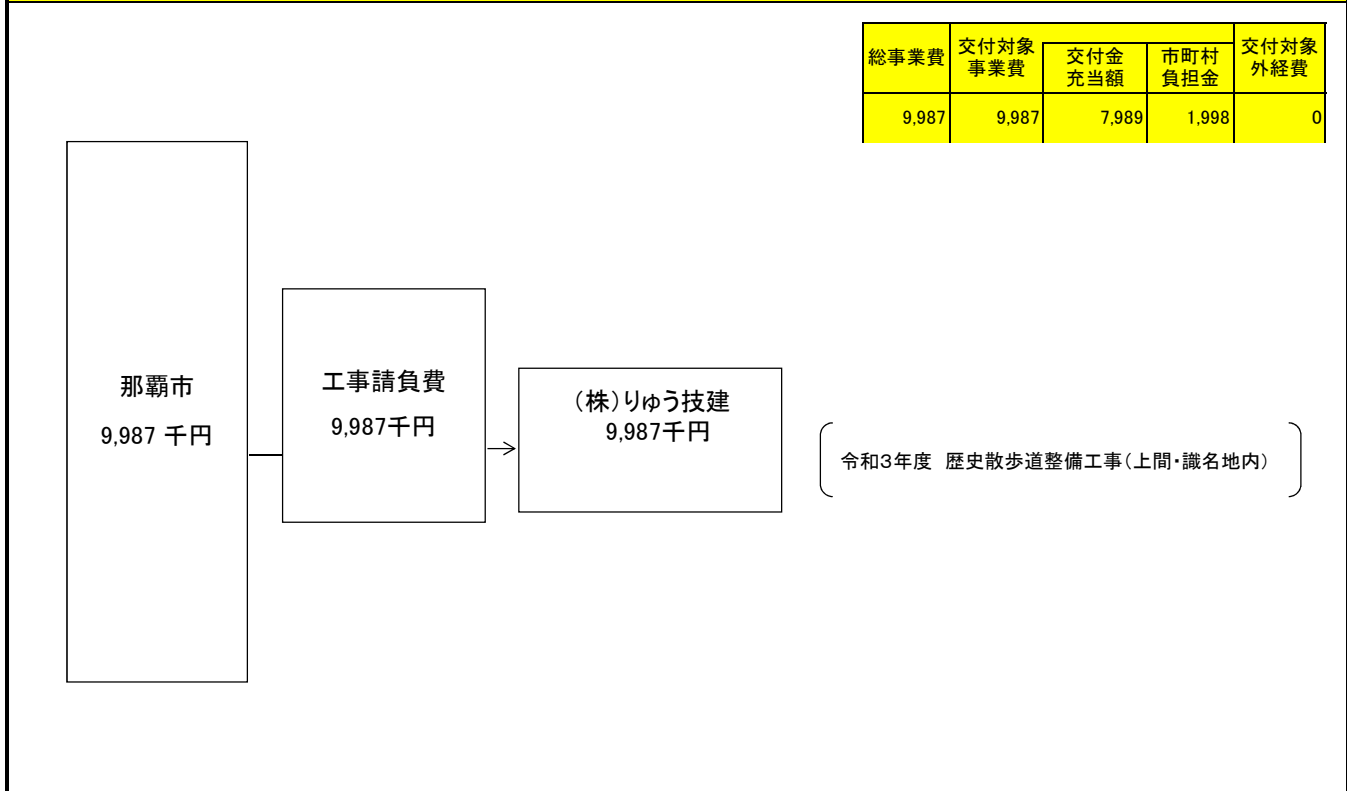 総事業費 交付対象事業費 交付金充当額 市町村負担金 交付対象外経費
9,987 9,987 7,989 1,998 0
那覇市
9,987 千円
工事請負費
9,987千円
(株)りゅう技建
9,987千円
令和3年度 歴史散歩道整備工事(上間・識名地内)